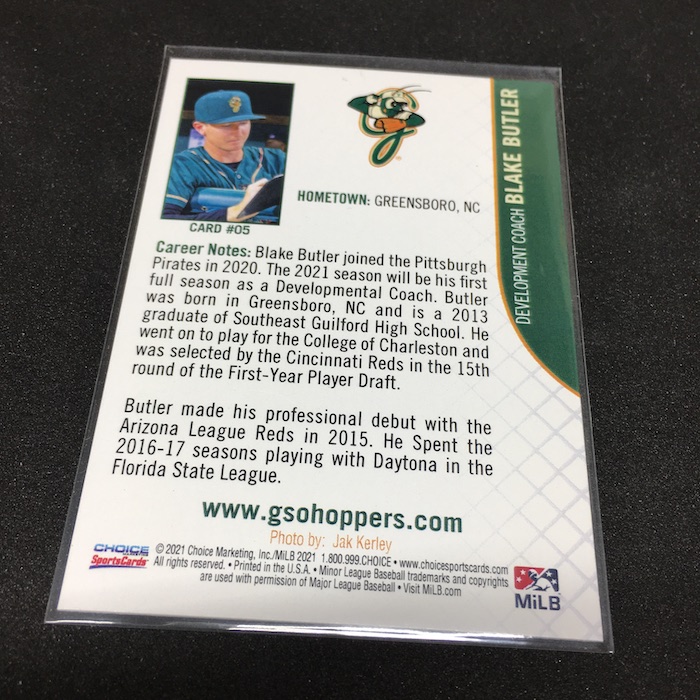 HOMETOWN: GREENSBORO, NC
CARD #05
DEVELOPMENT COACH BLAKE BUTLER
Career Notes: Blake Butler joined the Pittsburgh
Pirates in 2020. The 2021 season will be his first
full season as a Developmental Coach. Butler
was born in Greensboro, NC and is a 2013
graduate of Southeast Guilford High School. He
went on to play for the College of Charleston and
was selected by the Cincinnati Reds in the 15th
round of the First-Year Player Draft.
Butler made his professional debut with the
Arizona League Reds in 2015. He Spent the
2016-17 seasons playing with Daytona in the
Florida State League.
www.gsohoppers.com
Photo by: Jak Kerley
CHOICE
SportsCards
© 2021 Choice Marketing, Inc./MiLB 2021 1.800.999.CHOICE • www.choicesportscards.com
All rights reserved. • Printed in the U.S.A. • Minor League Baseball trademarks and copyrights
are used with permission of Major League Baseball • Visit MiLB.com
MiLB